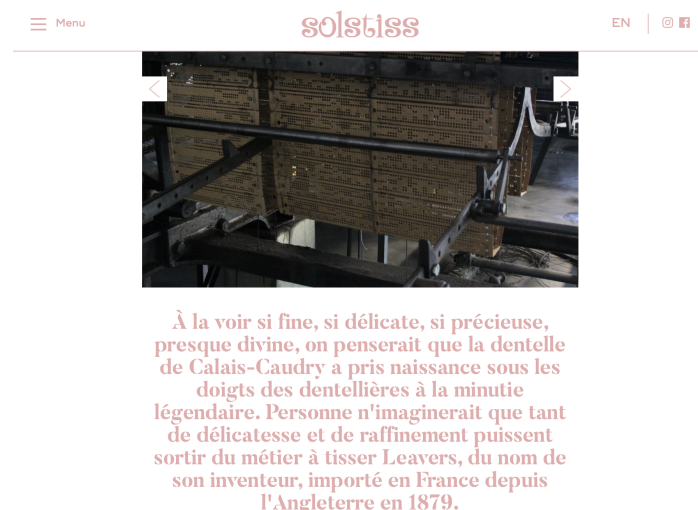 Menu
solstiss
EN
À la voir si fine, si délicate, si précieuse,
presque divine, on penserait que la dentelle
de Calais-Caudry a pris naissance sous les
doigts des dentellières à la minutie
légendaire. Personne n'imaginerait que tant
de délicatesse et de raffinement puissent
sortir du métier à tisser Leavers, du nom de
son inventeur, importé en France depuis
l'Angleterre en 1879.